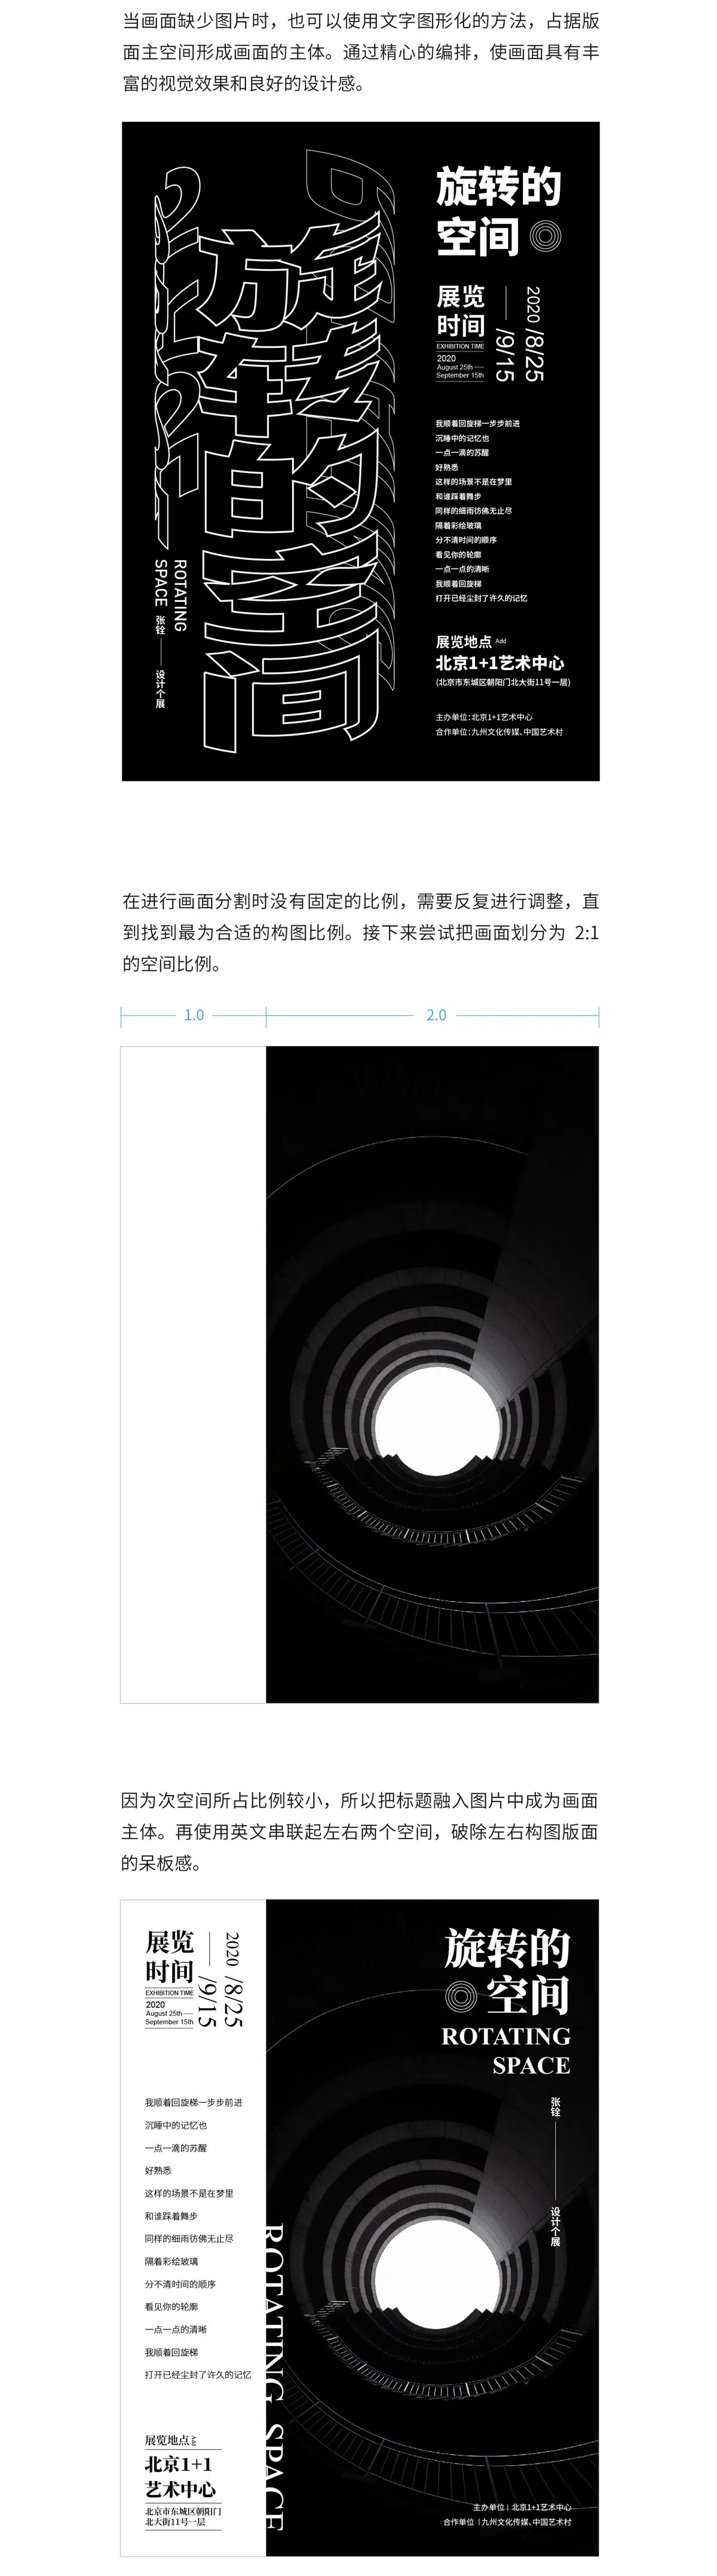 当画面缺少图片时，也可以使用文字图形化的方法，占据版
面主空间形成画面的主体。通过精心的编排，使画面具有丰
富的视觉效果和良好的设计感。
旋转的空间
ROTATING
SPACE
张铨
设计个展
旋转的
空间
展览
时间
EXHIBITION TIME
2020
August 25th
September 15th
2020 /8/25
/9/15
我顺着回旋梯一步步前进
沉睡中的记忆也
一点一滴的苏醒
好熟悉
这样的场景不是在梦里
和谁踩着舞步
同样的细雨彷佛无止尽
隔着彩绘玻璃
分不清时间的顺序
看见你的轮廓
一点一点的清晰
我顺着回旋梯
打开已经尘封了许久的记忆
展览地点 Add
北京1+1艺术中心
(北京市东城区朝阳门北大街11号一层)
主办单位:北京1+1艺术中心
合作单位:九州文化传媒、中国艺术村
在进行画面分割时没有固定的比例，需要反复进行调整，直
到找到最为合适的构图比例。接下来尝试把画面划分为 2:1
的空间比例。
1.0
2.0
因为次空间所占比例较小，所以把标题融入图片中成为画面
主体。再使用英文串联起左右两个空间，破除左右构图版面
的呆板感。
展览
时间
EXHIBITION TIME
2020
August 25th
September 15th
2020 /8/25
/9/15
我顺着回旋梯一步步前进
沉睡中的记忆也
一点一滴的苏醒
好熟悉
这样的场景不是在梦里
和谁踩着舞步
同样的细雨彷佛无止尽
隔着彩绘玻璃
分不清时间的顺序
看见你的轮廓
一点一点的清晰
我顺着回旋梯
打开已经尘封了许久的记忆
展览地点 Add
北京1+1
艺术中心
北京市东城区朝阳门
北大街11号一层
ROTATING SPACE
旋转的
空间
ROTATING
SPACE
张铨
设计个展
主办单位 | 北京1+1艺术中心
合作单位 | 九州文化传媒、中国艺术村